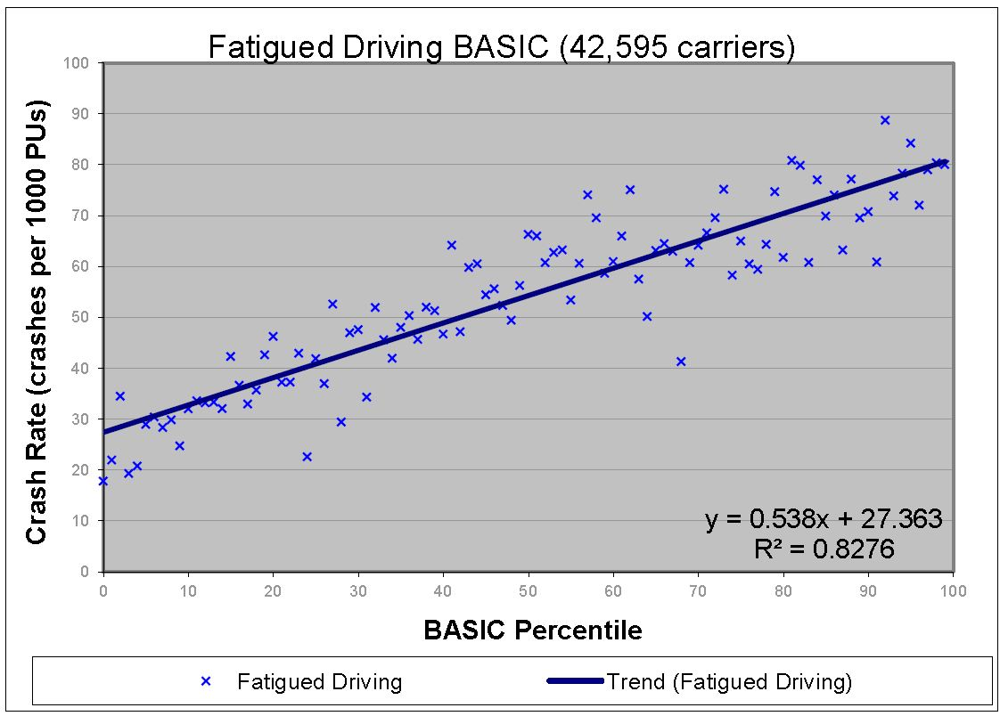 Fatigued Driving BASIC (42,595 carriers)
Crash Rate (crashes per 1000 PUs)
100
90
80
70
60
50
40
30
20
10
0
y = 0.538x + 27.363
R² = 0.8276
0 10 20 30 40 50 60 70 80 90 100
BASIC Percentile
Fatigued Driving Trend (Fatigued Driving)